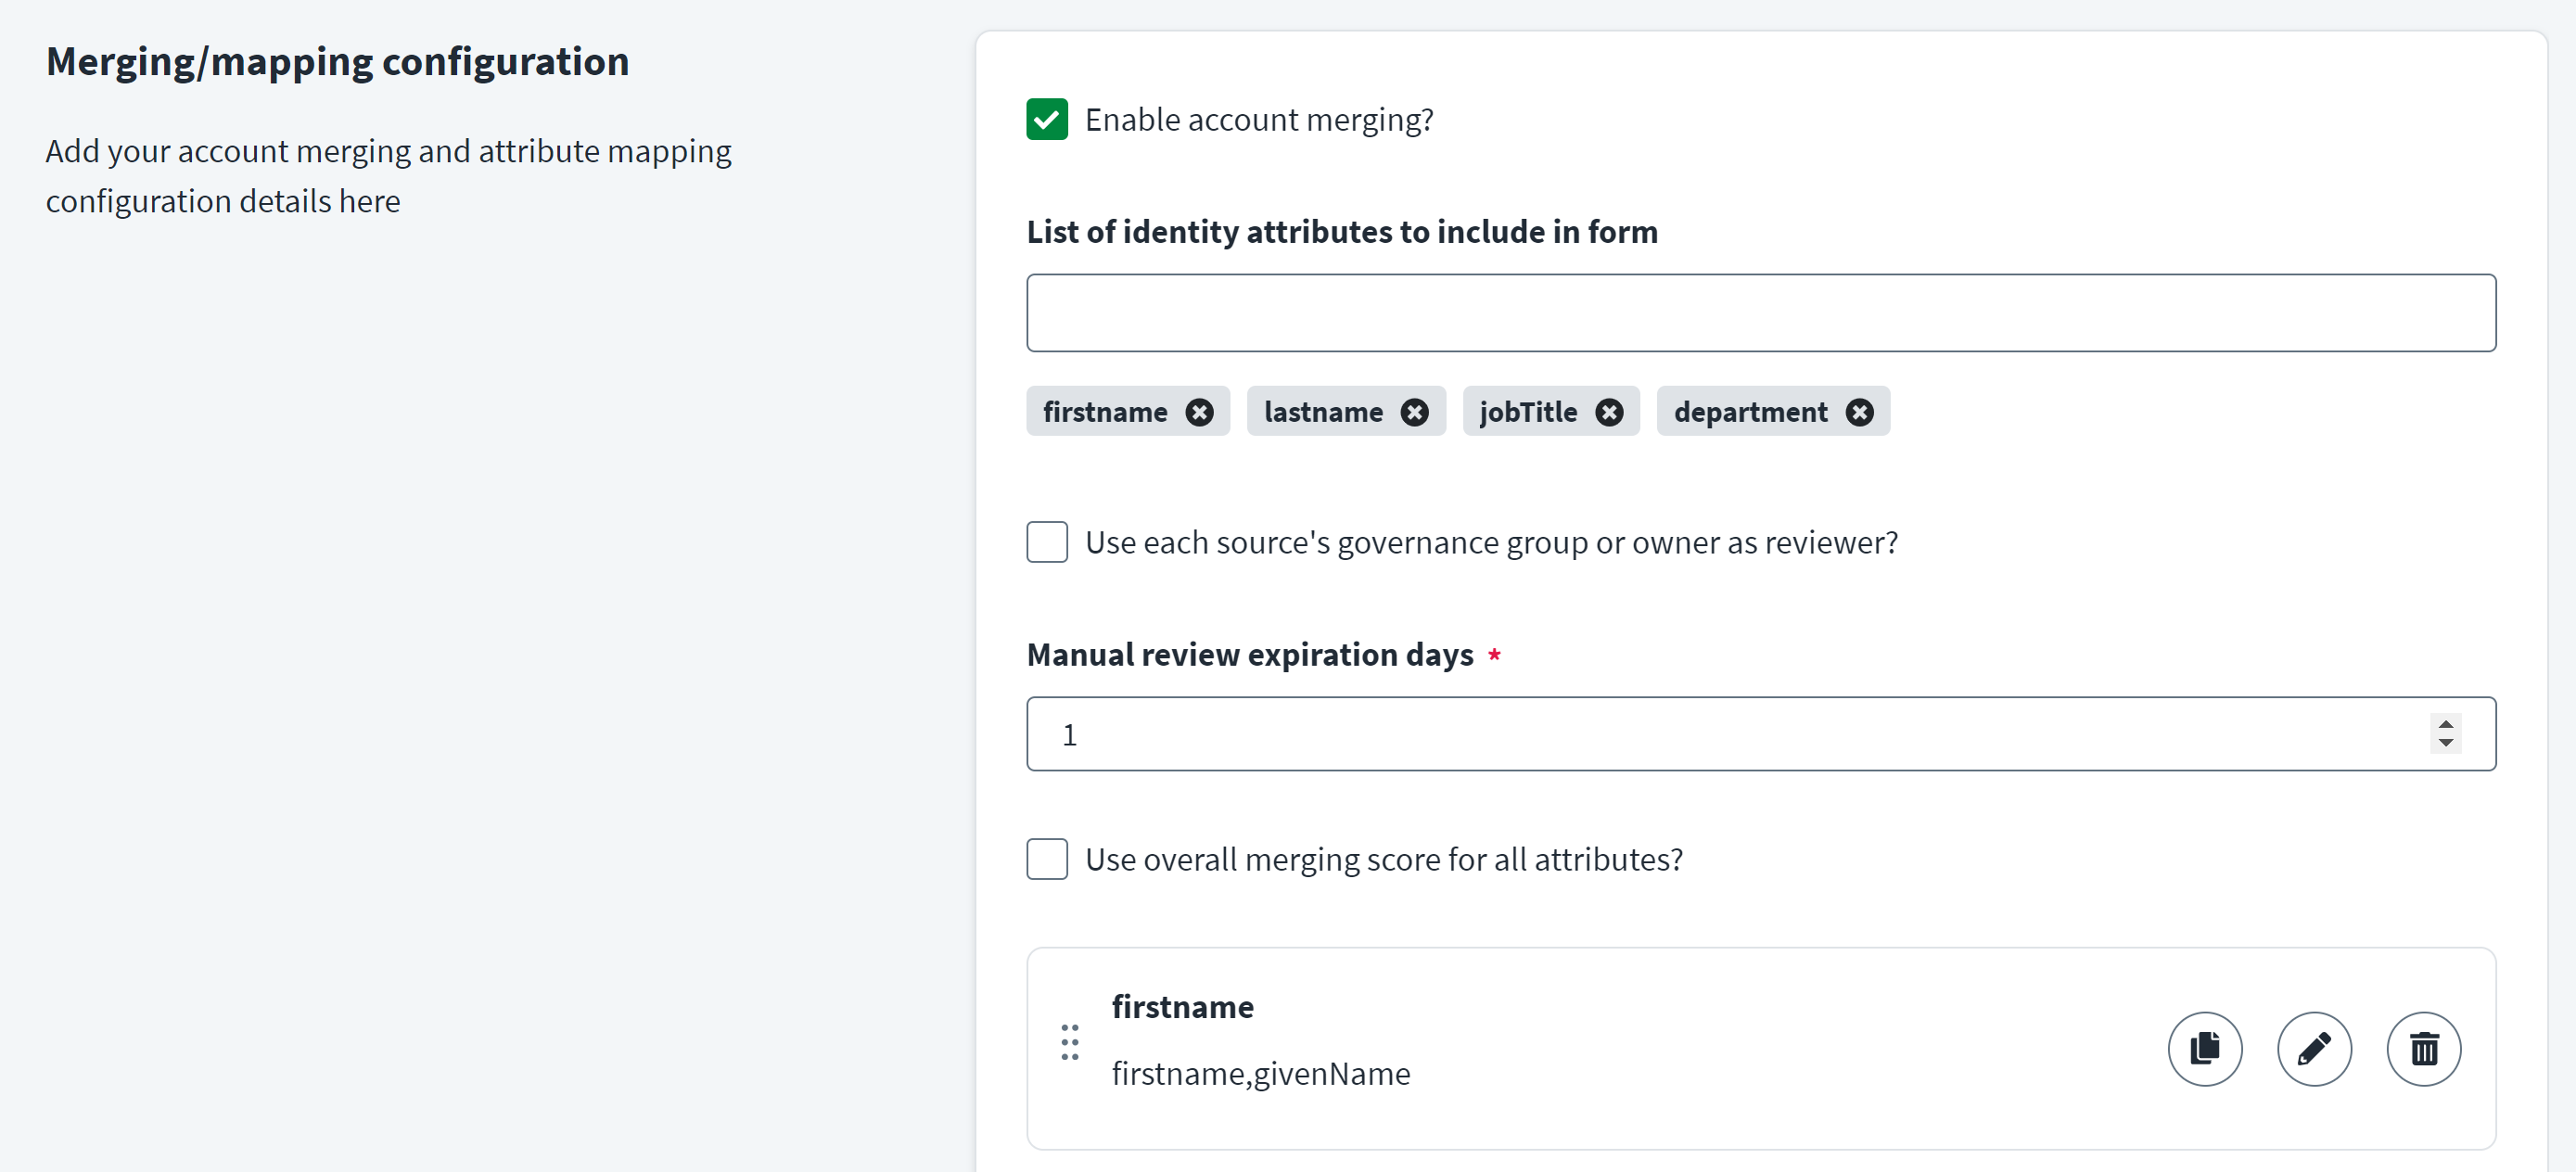 Merging/mapping configuration
Add your account merging and attribute mapping
configuration details here
Enable account merging?
List of identity attributes to include in form
firstname lastname jobTitle department
Use each source's governance group or owner as reviewer?
Manual review expiration days *
1
Use overall merging score for all attributes?
firstname
firstname,givenName